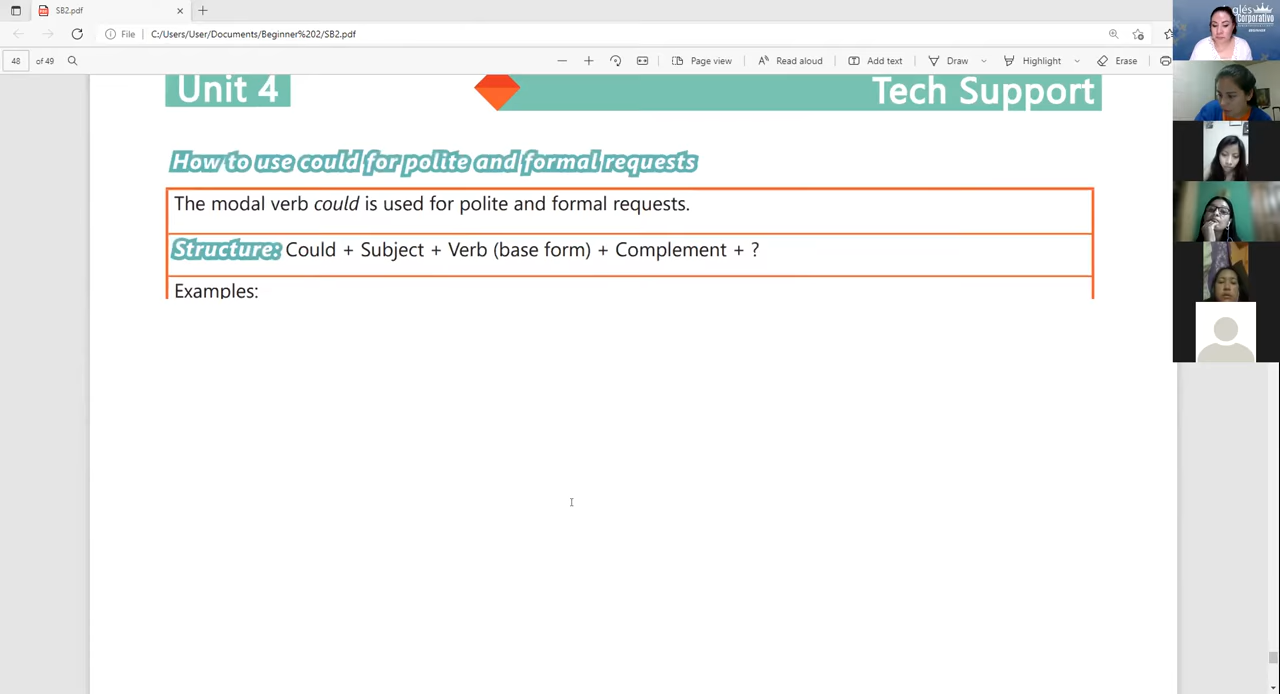 SB2.pdf
File C:/Users/User/Documents/Beginner%202/SB2.pdf
48 of 49 Page view Read aloud Add text Draw Highlight Erase
glés
Corporativo
Unit 4
Tech Support
How to use could for polite and formal requests
The modal verb could is used for polite and formal requests.
Structure: Could + Subject + Verb (base form) + Complement + ?
Examples: